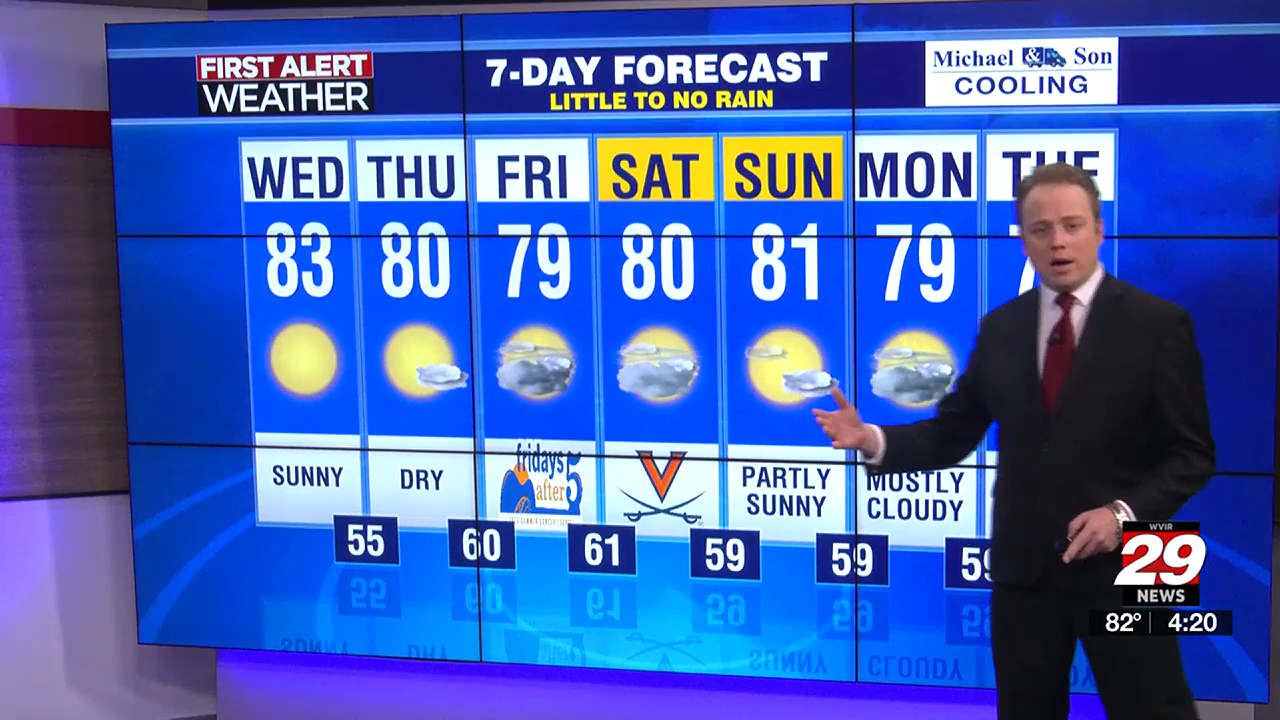 FIRST ALERT
WEATHER
7-DAY FORECAST
LITTLE TO NO RAIN
Michael & Son
COOLING
WED
THU
FRI
SAT
SUN
MON
TUE
83
80
79
80
81
79
SUNNY
DRY
fridays
after 5
V
PARTLY
SUNNY
MOSTLY
CLOUDY
55
60
61
59
59
59
WVIR
29
NEWS
82° 4:20